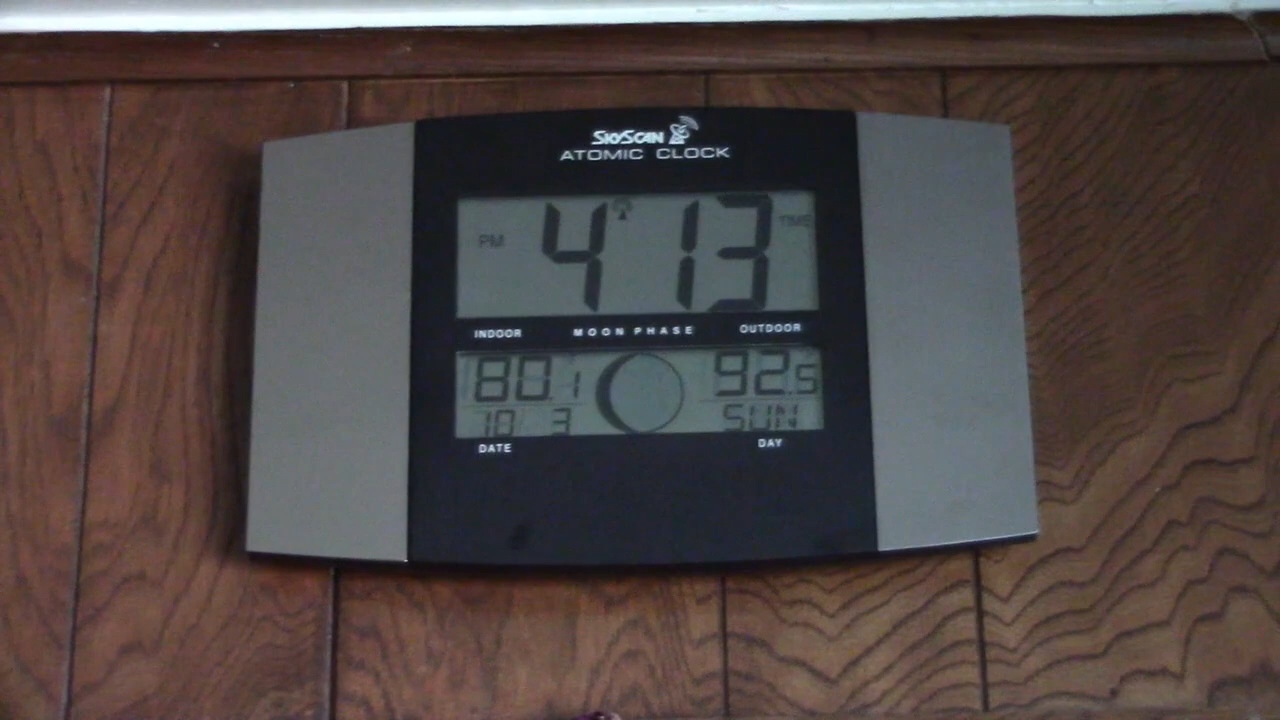 SKYSCAN
ATOMIC CLOCK
PM 4 13 TIME
INDOOR MOON PHASE OUTDOOR
80.1 92.5
10 3 SUN
DATE DAY